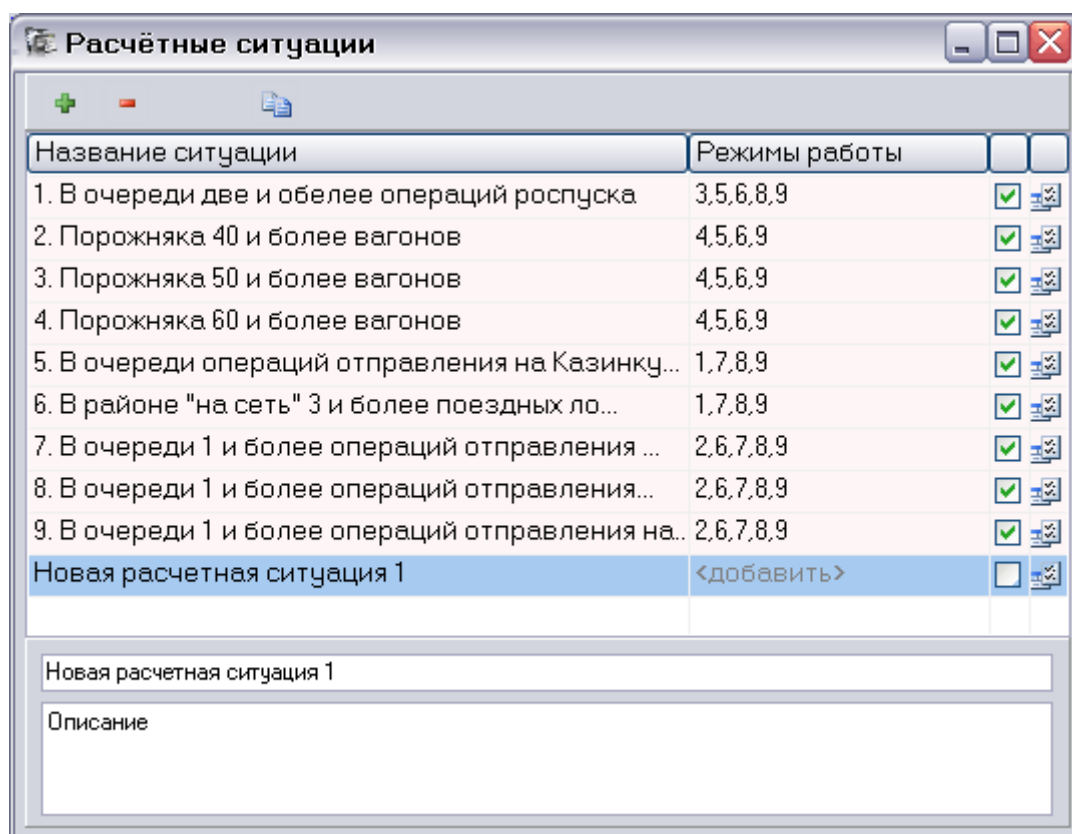 Расчётные ситуации
Название ситуации Режимы работы
1. В очереди две и обелее операций роспуска 3,5,6,8,9
2. Порожняка 40 и более вагонов 4,5,6,9
3. Порожняка 50 и более вагонов 4,5,6,9
4. Порожняка 60 и более вагонов 4,5,6,9
5. В очереди операций отправления на Казинку... 1,7,8,9
6. В районе "на сеть" 3 и более поездных ло... 1,7,8,9
7. В очереди 1 и более операций отправления ... 2,6,7,8,9
8. В очереди 1 и более операций отправления... 2,6,7,8,9
9. В очереди 1 и более операций отправления на.. 2,6,7,8,9
Новая расчетная ситуация 1 <добавить>
Новая расчетная ситуация 1
Описание